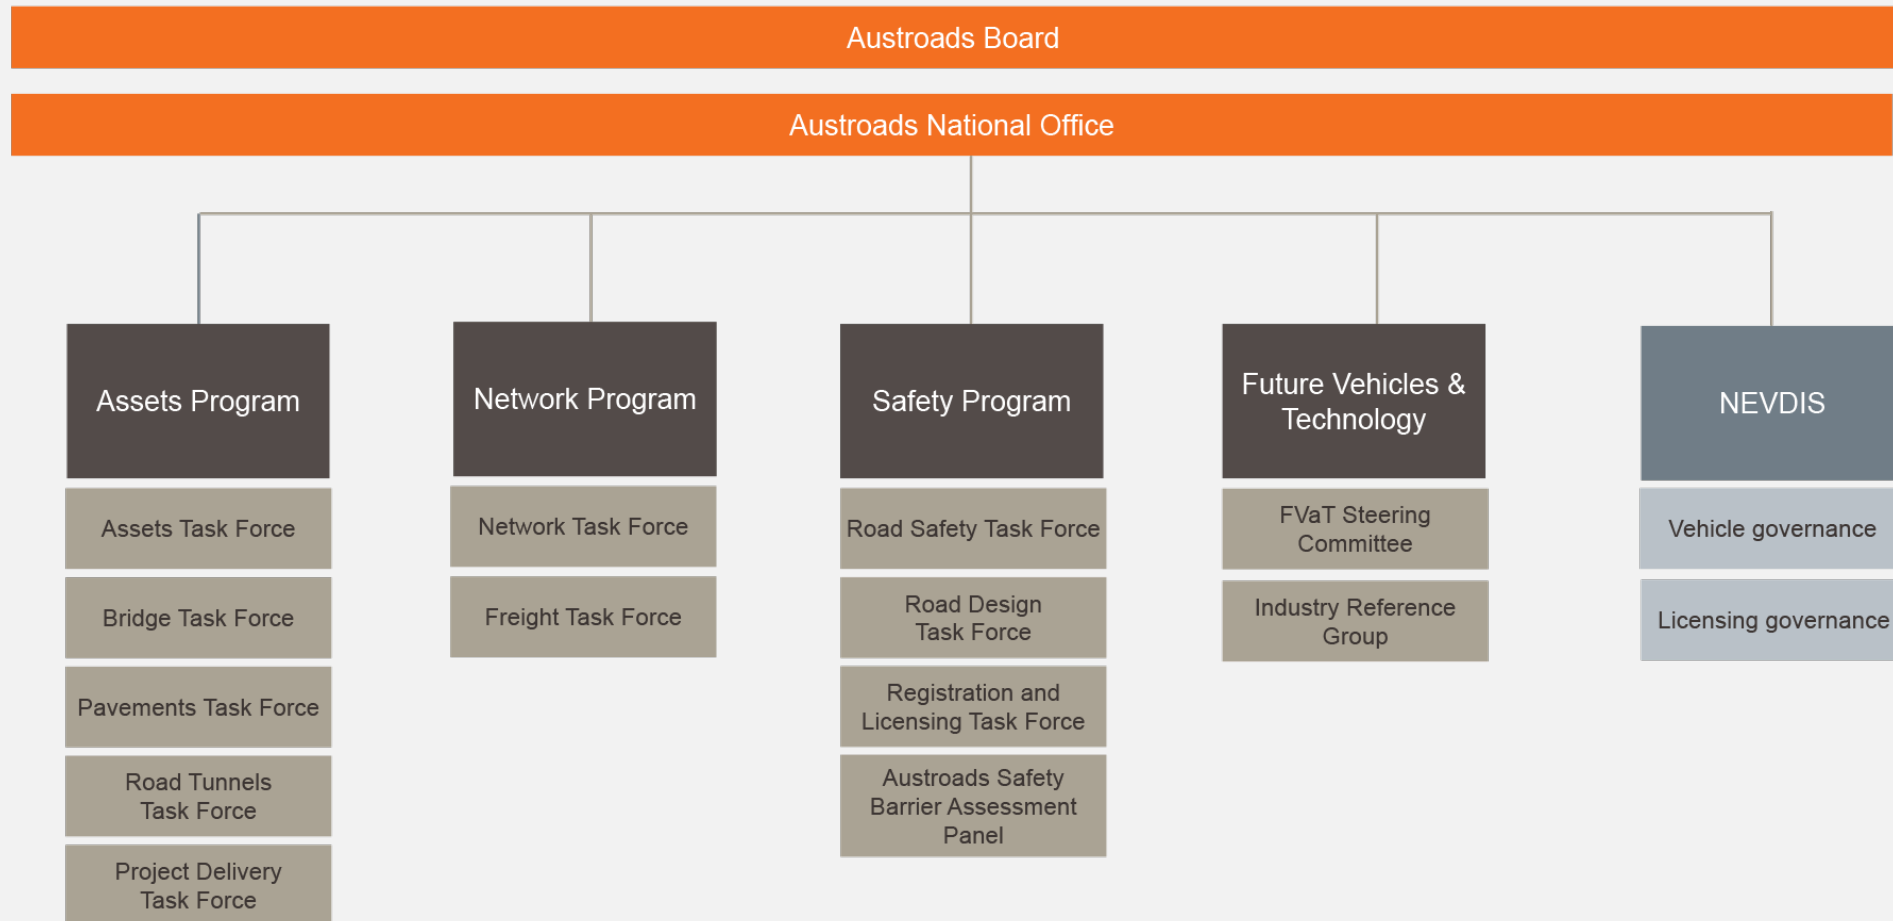 Austroads Board
Austroads National Office
Assets Program
Assets Task Force
Bridge Task Force
Pavements Task Force
Road Tunnels
Task Force
Project Delivery
Task Force
Network Program
Network Task Force
Freight Task Force
Safety Program
Road Safety Task Force
Road Design
Task Force
Registration and
Licensing Task Force
Austroads Safety
Barrier Assessment
Panel
Future Vehicles &
Technology
FVaT Steering
Committee
Industry Reference
Group
NEVDIS
Vehicle governance
Licensing governance